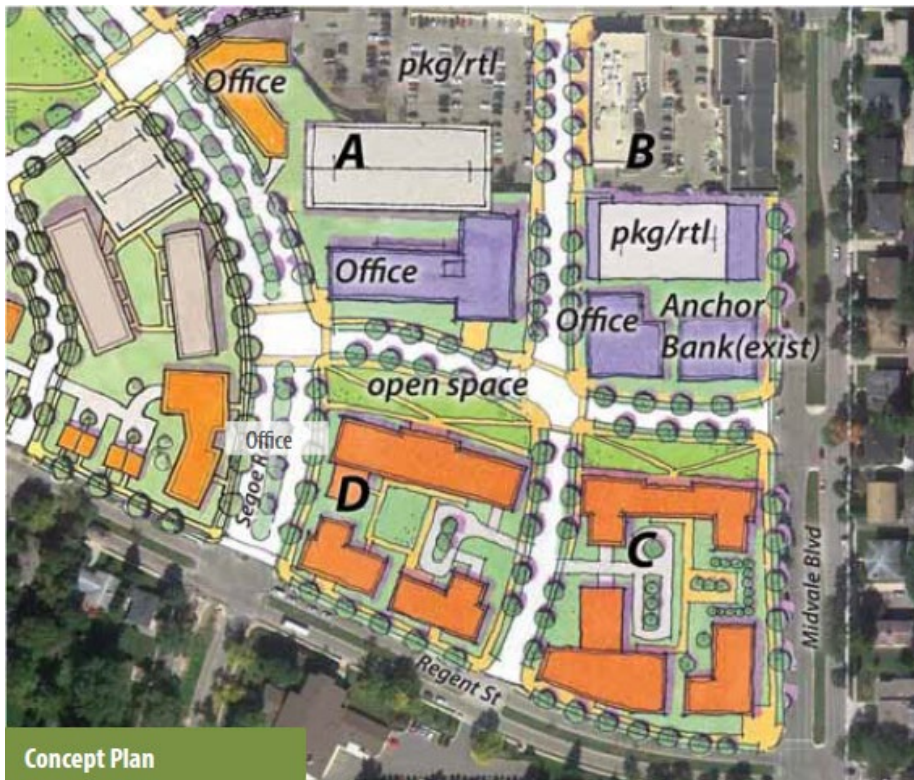 Office
pkg/rtl
A
B
pkg/rtl
Office
Office
Anchor
Bank(exist)
open space
Office
Segoe R
D
C
Midvale Blvd
Regent St
Concept Plan